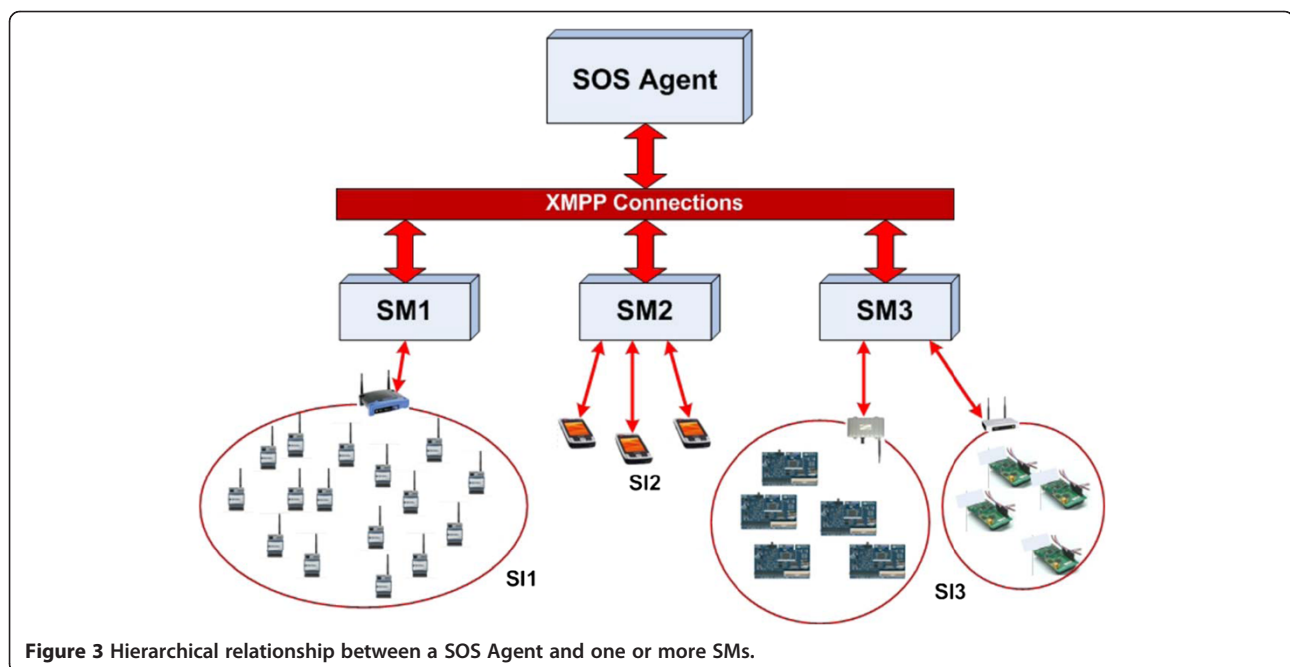 SOS Agent
XMPP Connections
SM1
SM2
SM3
SI2
SI1
SI3
Figure 3 Hierarchical relationship between a SOS Agent and one or more SMs.